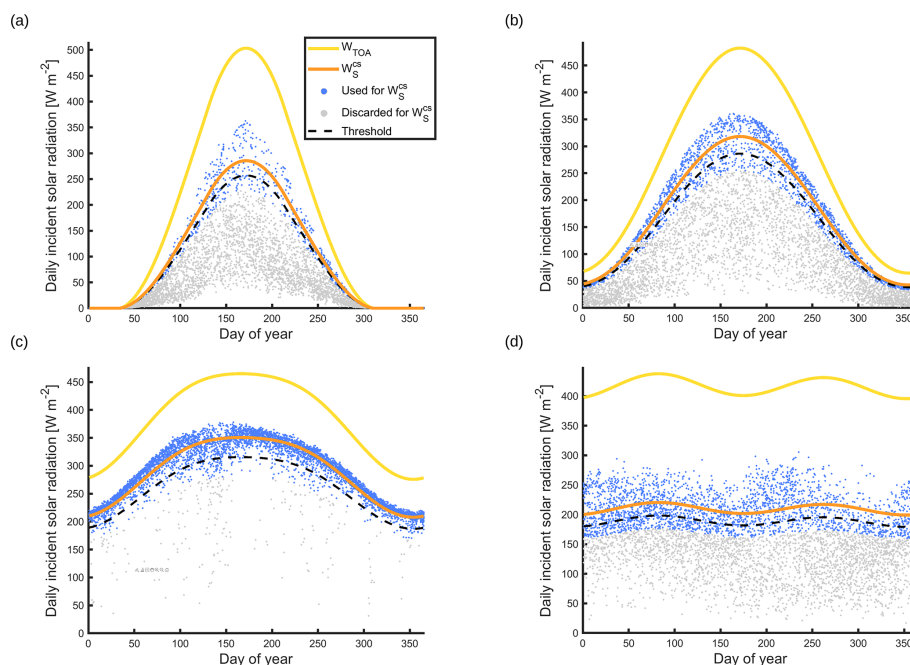 (a)
Daily incident solar radiation [W m-2]
500
450
400
350
300
250
200
150
100
50
0
0 50 100 150 200 250 300 350
Day of year
W_TOA
W_S^cs
Used for W_S^cs
Discarded for W_S^cs
Threshold
(b)
Daily incident solar radiation [W m-2]
450
400
350
300
250
200
150
100
50
0
0 50 100 150 200 250 300 350
Day of year
(c)
Daily incident solar radiation [W m-2]
450
400
350
300
250
200
150
100
50
0
0 50 100 150 200 250 300 350
Day of year
(d)
Daily incident solar radiation [W m-2]
400
350
300
250
200
150
100
50
0
0 50 100 150 200 250 300 350
Day of year